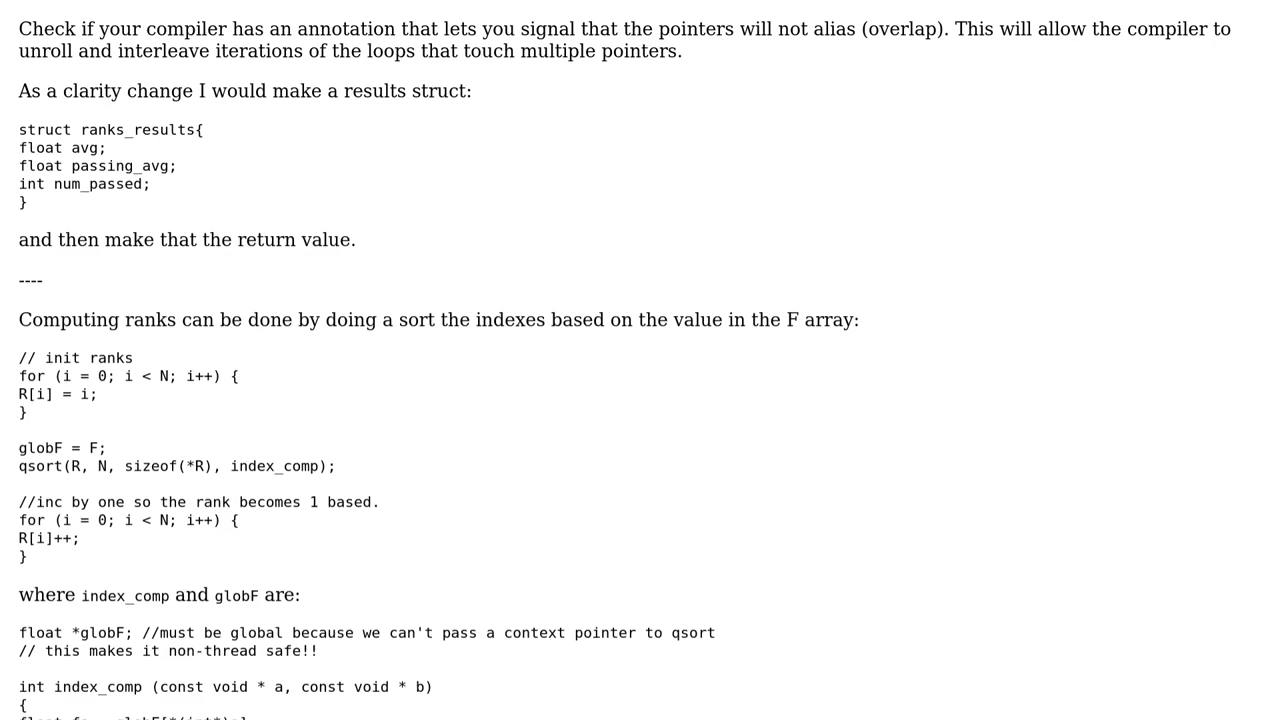 Check if your compiler has an annotation that lets you signal that the pointers will not alias (overlap). This will allow the compiler to
unroll and interleave iterations of the loops that touch multiple pointers.
As a clarity change I would make a results struct:
struct ranks_results{
float avg;
float passing_avg;
int num_passed;
}
and then make that the return value.
----
Computing ranks can be done by doing a sort the indexes based on the value in the F array:
// init ranks
for (i = 0; i < N; i++) {
R[i] = i;
}
globF = F;
qsort(R, N, sizeof(*R), index_comp);
//inc by one so the rank becomes 1 based.
for (i = 0; i < N; i++) {
R[i]++;
}
where index_comp and globF are:
float *globF; //must be global because we can't pass a context pointer to qsort
// this makes it non-thread safe!!
int index_comp (const void * a, const void * b)
{